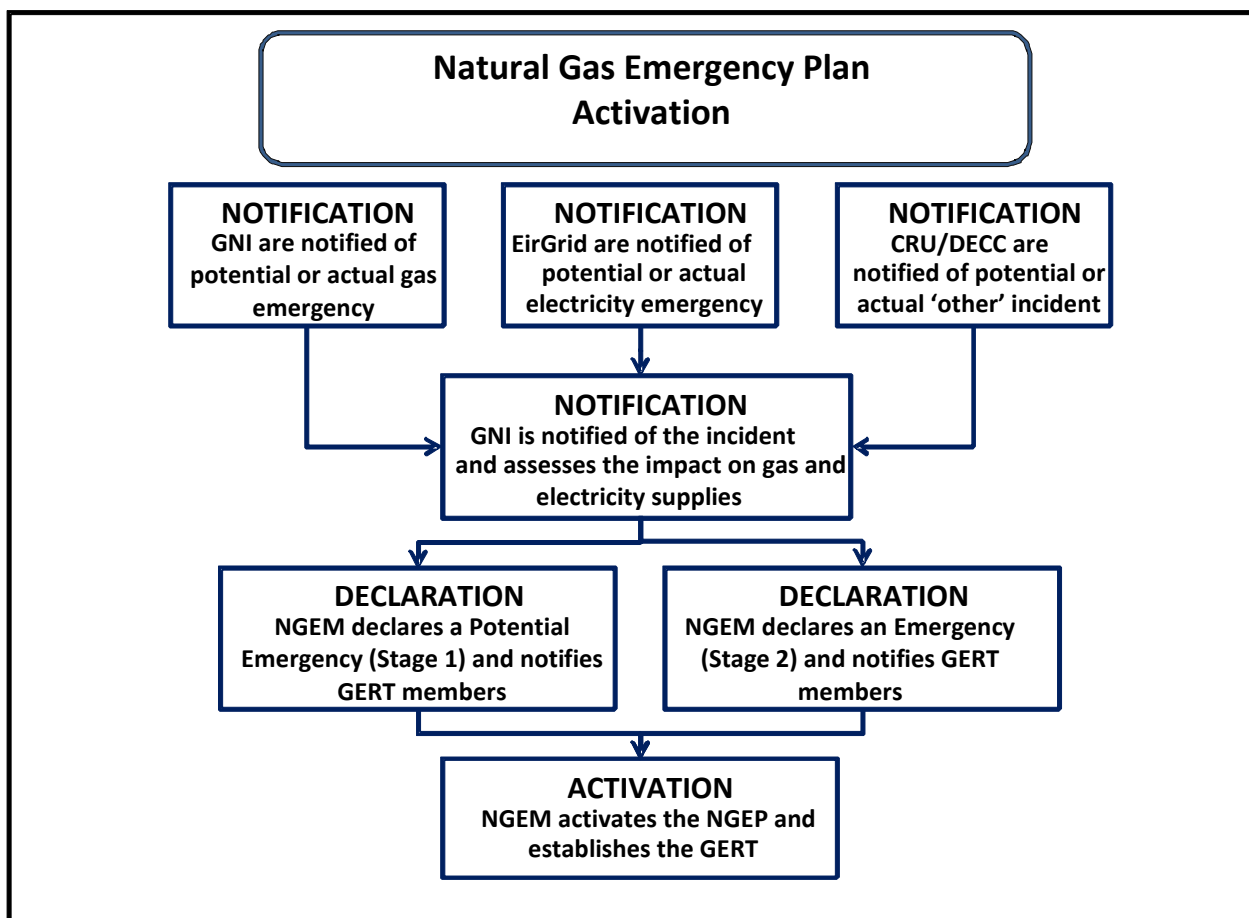 Natural Gas Emergency Plan
Activation
NOTIFICATION
GNI are notified of
potential or actual gas
emergency
NOTIFICATION
EirGrid are notified of
potential or actual
electricity emergency
NOTIFICATION
CRU/DECC are
notified of potential or
actual ‘other’ incident
NOTIFICATION
GNI is notified of the incident
and assesses the impact on gas and
electricity supplies
DECLARATION
NGEM declares a Potential
Emergency (Stage 1) and notifies
GERT members
DECLARATION
NGEM declares an Emergency
(Stage 2) and notifies GERT
members
ACTIVATION
NGEM activates the NGEP and
establishes the GERT